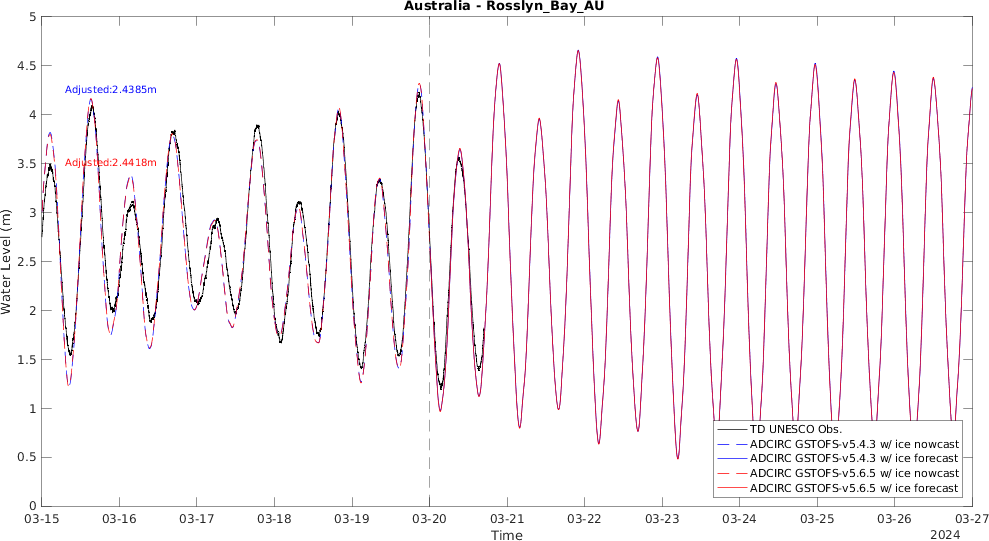 Australia - Rosslyn_Bay_AU
5
4.5
4
3.5
3
2.5
2
1.5
1
0.5
0
Water Level (m)
Adjusted:2.4385m
Adjusted:2.4418m
TD UNESCO Obs.
ADCIRC GSTOFS-v5.4.3 w/ ice nowcast
ADCIRC GSTOFS-v5.4.3 w/ ice forecast
ADCIRC GSTOFS-v5.6.5 w/ ice nowcast
ADCIRC GSTOFS-v5.6.5 w/ ice forecast
03-15 03-16 03-17 03-18 03-19 03-20 03-21 03-22 03-23 03-24 03-25 03-26 03-27
Time
2024